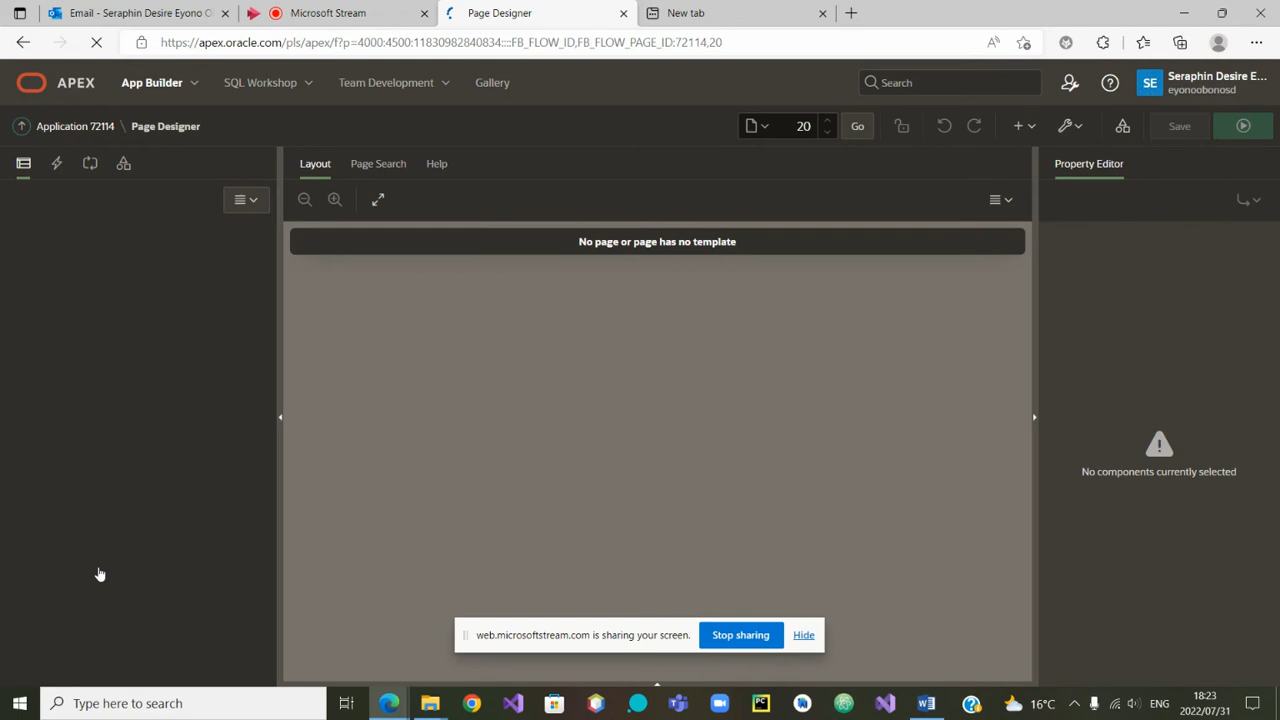 Email - Seraphin Desire Eyono O
Microsoft Stream
Page Designer
New tab
https://apex.oracle.com/pls/apex/f?p=4000:4500:11830982840834::::FB_FLOW_ID,FB_FLOW_PAGE_ID:72114,20
APEX
App Builder
SQL Workshop
Team Development
Gallery
Search
SE
Seraphin Desire E...
eyonoobonosd
Application 72114 \ Page Designer
20
Go
Save
Layout
Page Search
Help
Property Editor
No page or page has no template
No components currently selected
web.microsoftstream.com is sharing your screen.
Stop sharing
Hide
Type here to search
PC
16°C
ENG
18:23
2022/07/31